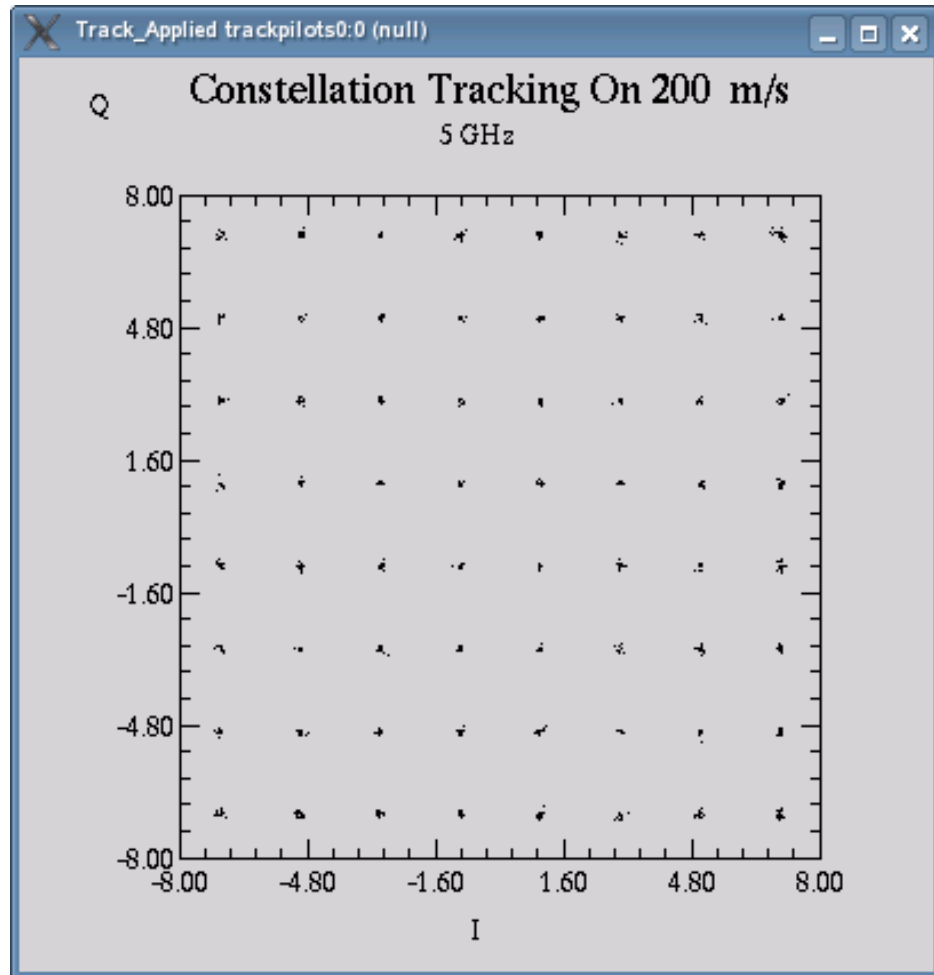 Track_Applied trackpilots0:0 (null)
Constellation Tracking On 200 m/s
Q
5 GHz
8.00
4.80
1.60
-1.60
-4.80
-8.00
-8.00 -4.80 -1.60 1.60 4.80 8.00
I